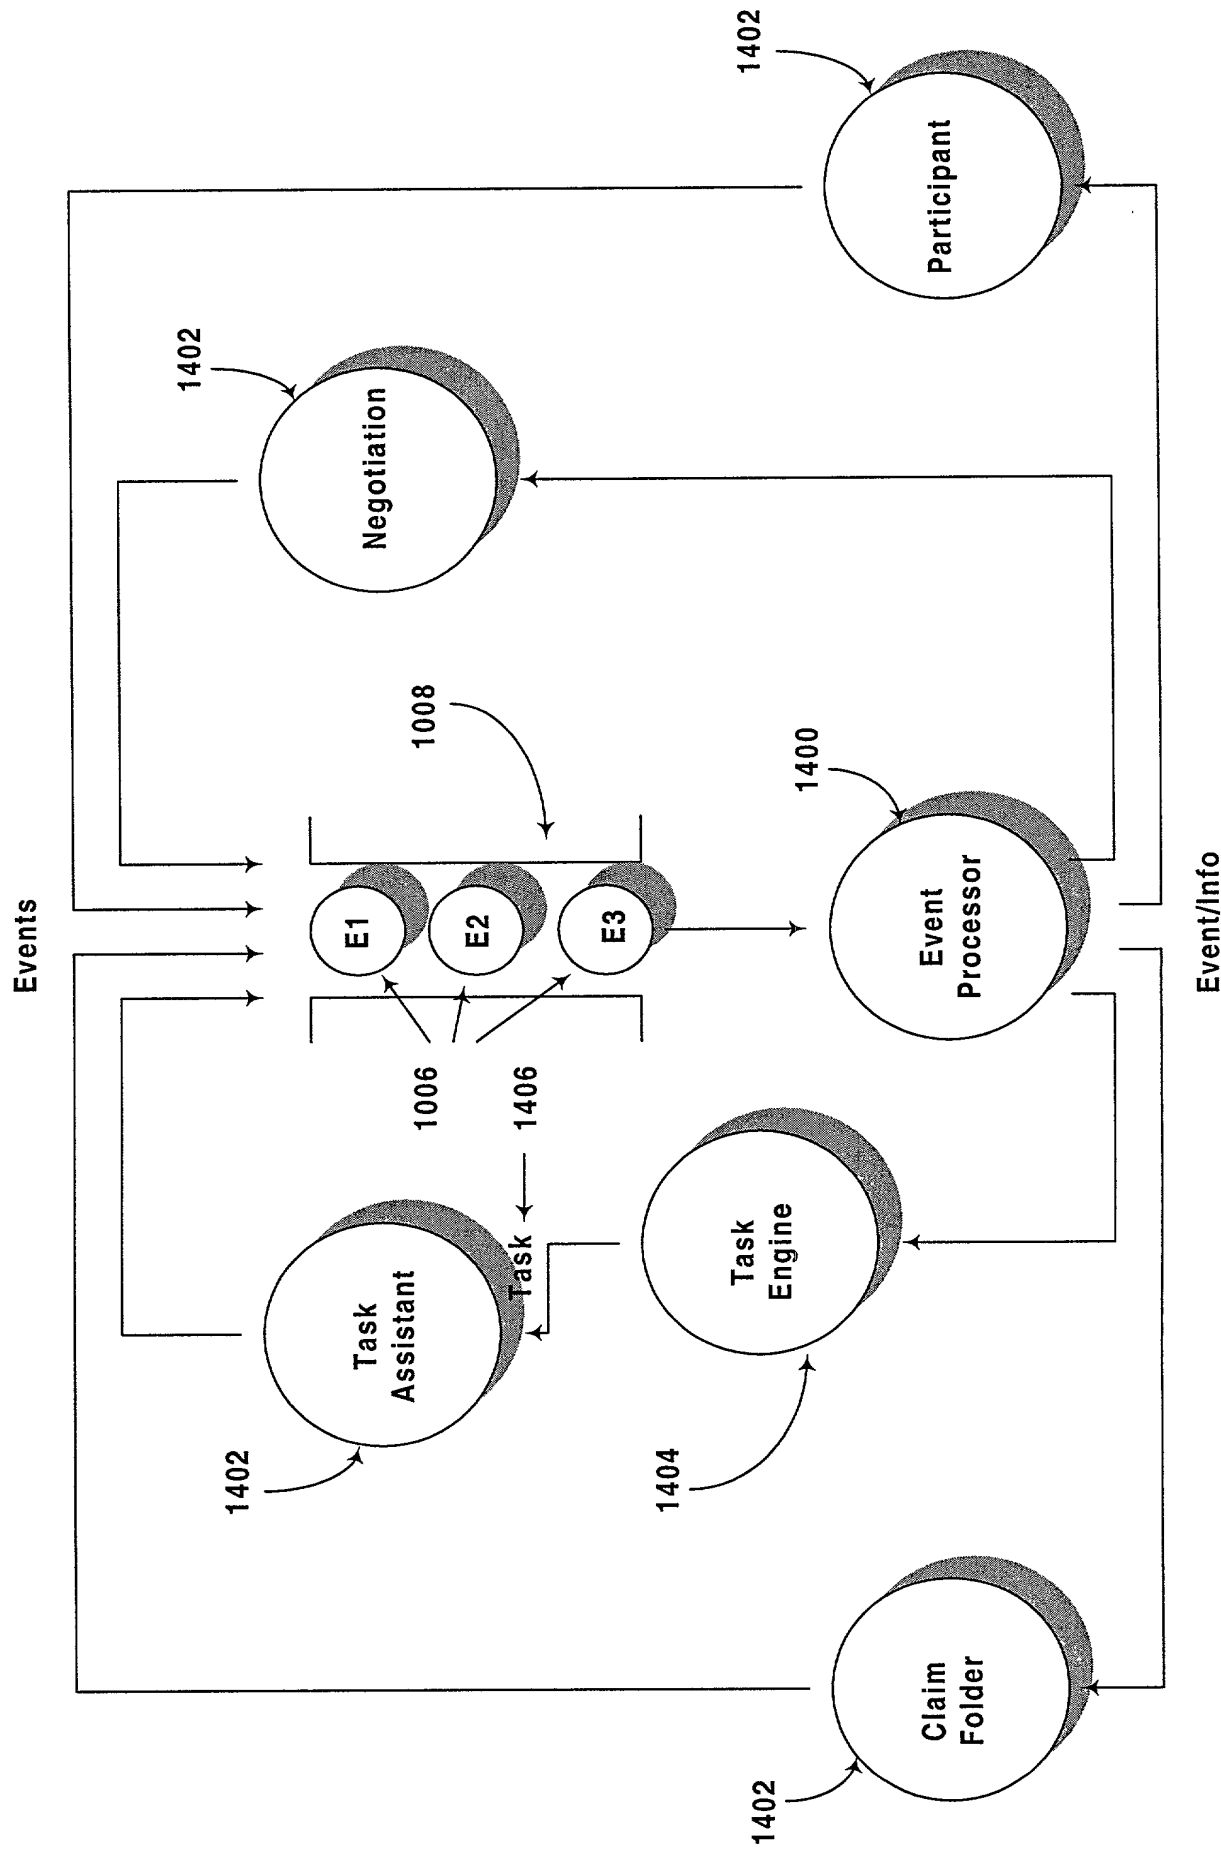 Events
1402
1402
Task
Assistant
E1
Negotiation
1006
1008
E2
Task
1406
E3
1404
Task
Engine
1402
1402
1400
Claim
Folder
Event
Processor
Participant
Event/Info